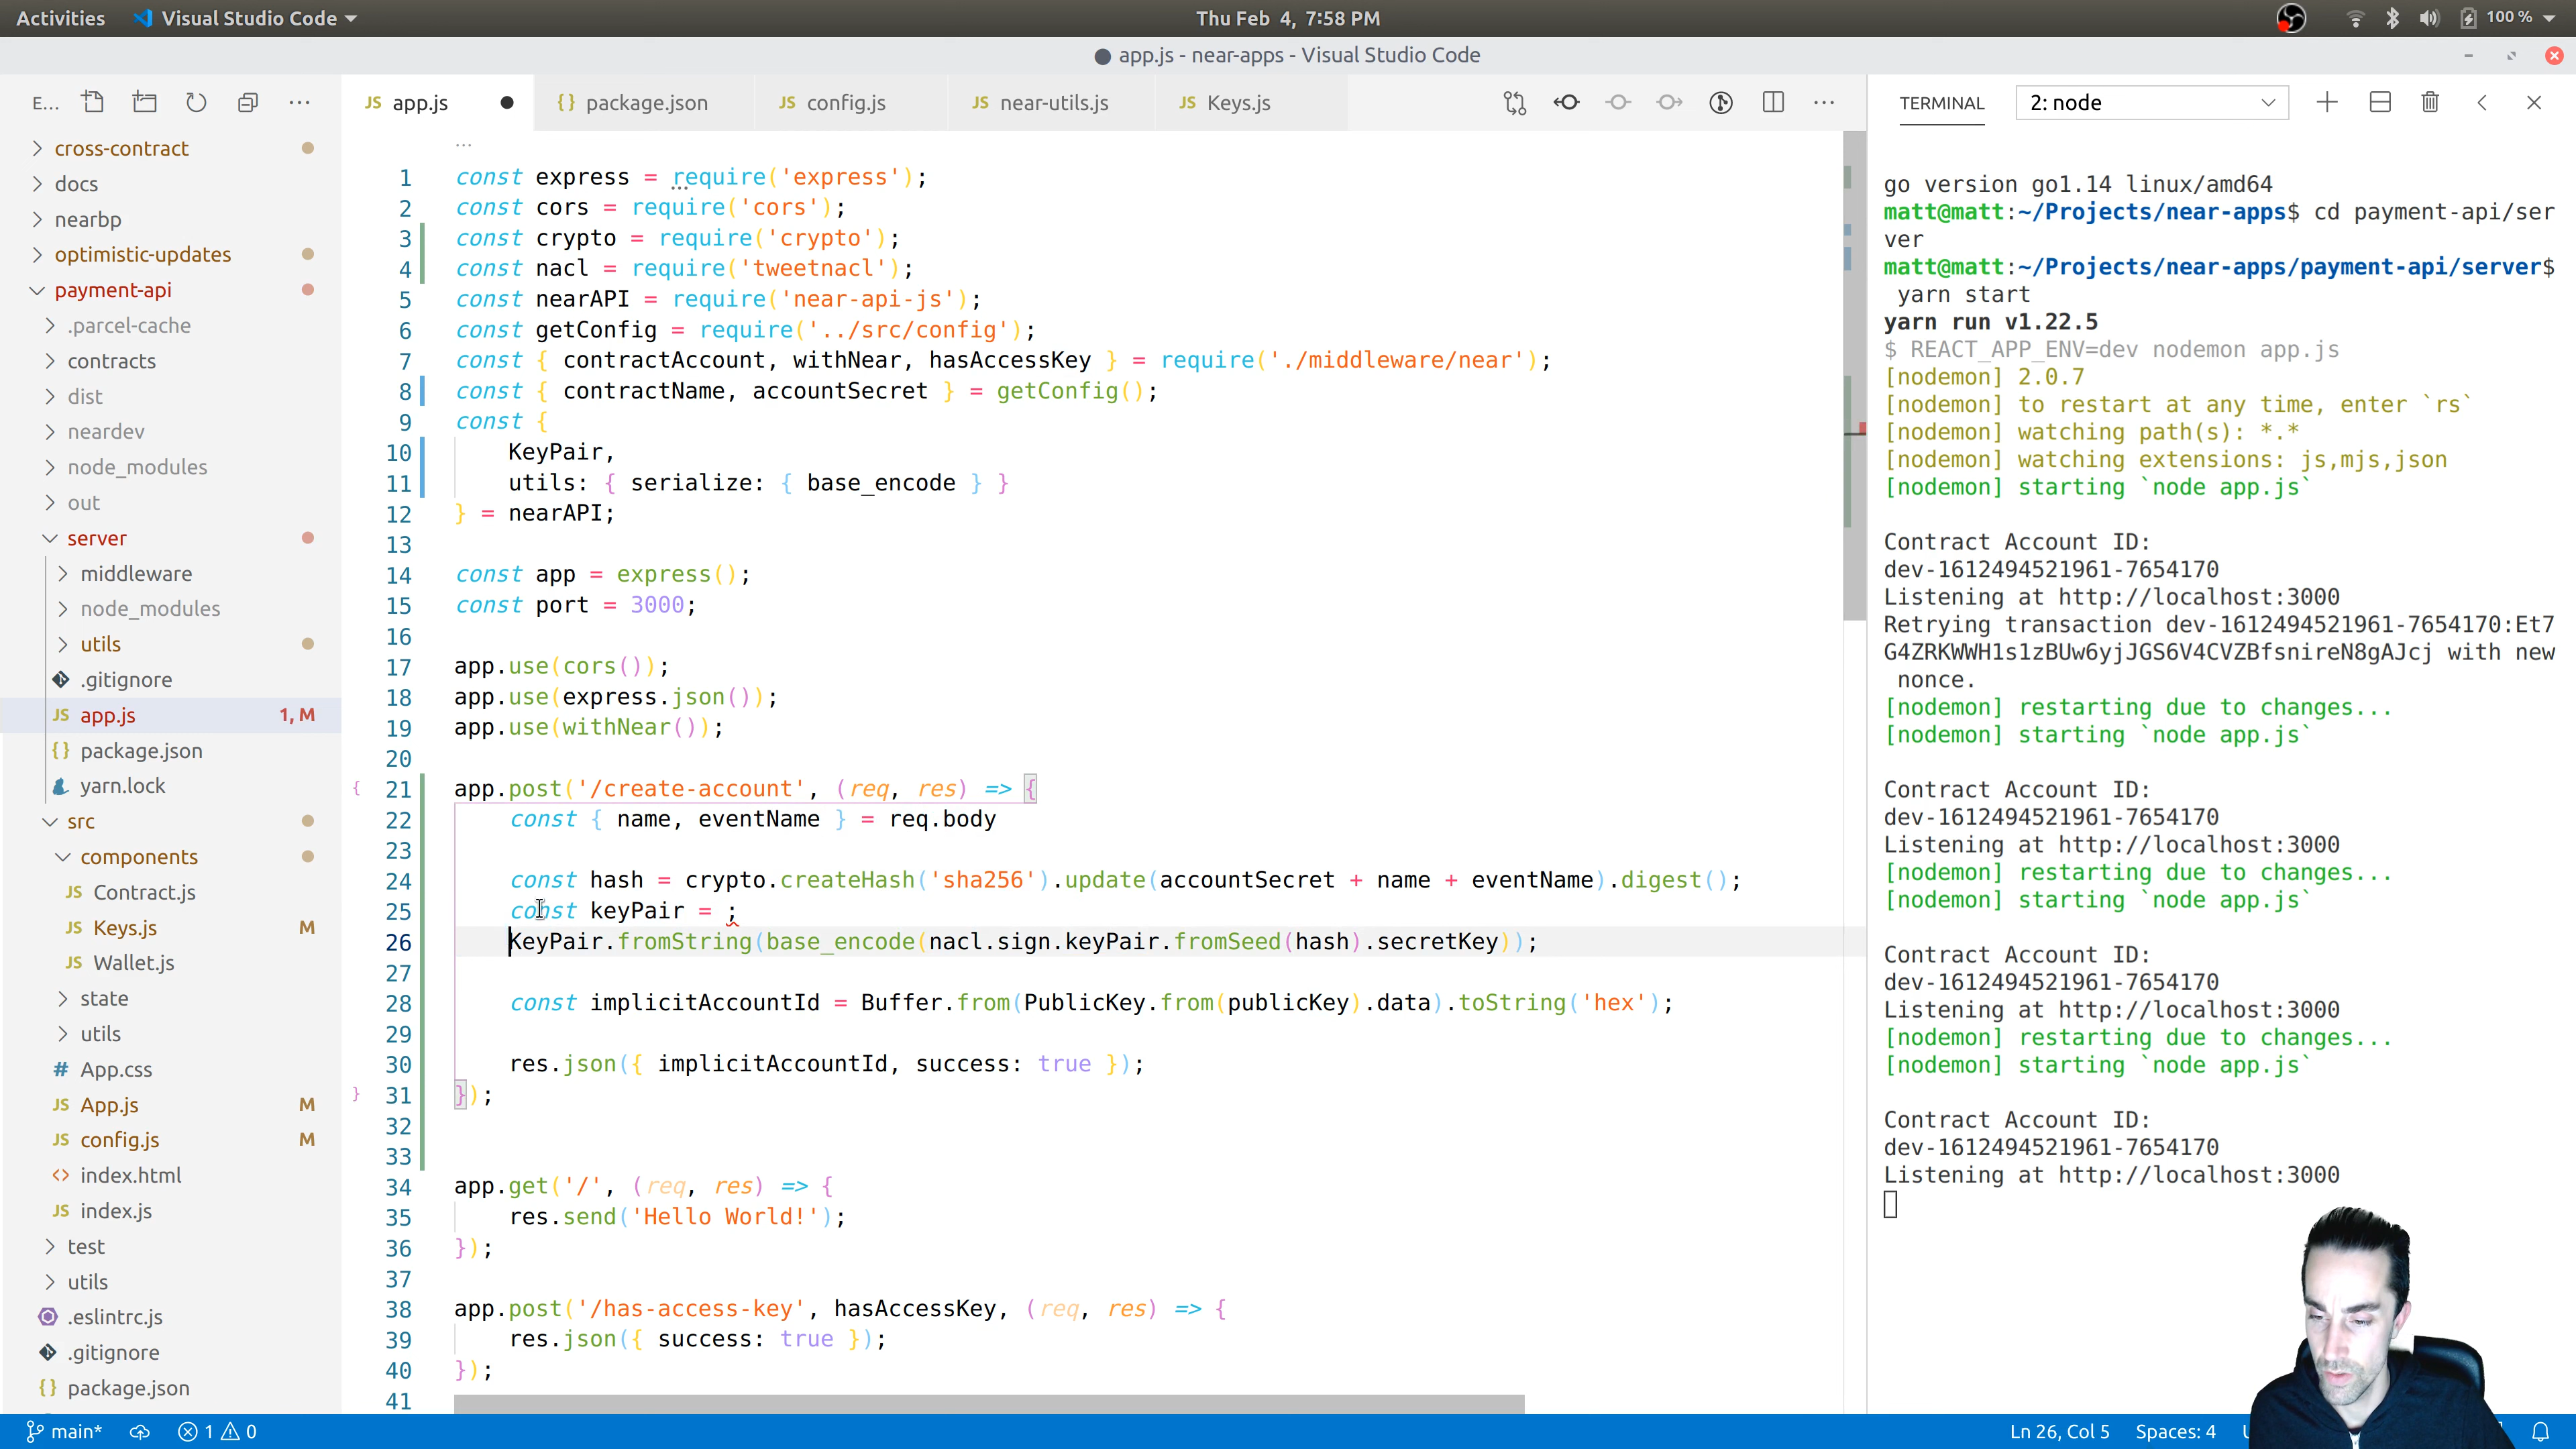 Activities Visual Studio Code Thu Feb 4, 7:58 PM 100 %
app.js - near-apps - Visual Studio Code
E...
cross-contract
docs
nearbp
optimistic-updates
payment-api
.parcel-cache
contracts
dist
neardev
node_modules
out
server
middleware
node_modules
utils
.gitignore
JS app.js 1, M
{} package.json
yarn.lock
src
components
JS Contract.js
JS Keys.js M
JS Wallet.js
state
utils
# App.css
JS App.js M
JS config.js M
<> index.html
JS index.js
test
utils
.eslintrc.js
.gitignore
{} package.json
JS app.js {} package.json JS config.js JS near-utils.js JS Keys.js
...
1 const express = require('express');
2 const cors = require('cors');
3 const crypto = require('crypto');
4 const nacl = require('tweetnacl');
5 const nearAPI = require('near-api-js');
6 const getConfig = require('../src/config');
7 const { contractAccount, withNear, hasAccessKey } = require('./middleware/near');
8 const { contractName, accountSecret } = getConfig();
9 const {
10 KeyPair,
11 utils: { serialize: { base_encode } }
12 } = nearAPI;
13
14 const app = express();
15 const port = 3000;
16
17 app.use(cors());
18 app.use(express.json());
19 app.use(withNear());
20
{ 21 app.post('/create-account', (req, res) => {
22 const { name, eventName } = req.body
23
24 const hash = crypto.createHash('sha256').update(accountSecret + name + eventName).digest();
25 const keyPair = ;
26 KeyPair.fromString(base_encode(nacl.sign.keyPair.fromSeed(hash).secretKey));
27
28 const implicitAccountId = Buffer.from(PublicKey.from(publicKey).data).toString('hex');
29
30 res.json({ implicitAccountId, success: true });
} 31 });
32
33
34 app.get('/', (req, res) => {
35 res.send('Hello World!');
36 });
37
38 app.post('/has-access-key', hasAccessKey, (req, res) => {
39 res.json({ success: true });
40 });
41
TERMINAL 2: node
go version go1.14 linux/amd64
matt@matt:~/Projects/near-apps$ cd payment-api/ser
ver
matt@matt:~/Projects/near-apps/payment-api/server$
yarn start
yarn run v1.22.5
$ REACT_APP_ENV=dev nodemon app.js
[nodemon] 2.0.7
[nodemon] to restart at any time, enter `rs`
[nodemon] watching path(s): *.*
[nodemon] watching extensions: js,mjs,json
[nodemon] starting `node app.js`
Contract Account ID:
dev-1612494521961-7654170
Listening at http://localhost:3000
Retrying transaction dev-1612494521961-7654170:Et7
G4ZRKWWH1s1zBUw6yjJGS6V4CVZBfsnireN8gAJcj with new
nonce.
[nodemon] restarting due to changes...
[nodemon] starting `node app.js`
Contract Account ID:
dev-1612494521961-7654170
Listening at http://localhost:3000
[nodemon] restarting due to changes...
[nodemon] starting `node app.js`
Contract Account ID:
dev-1612494521961-7654170
Listening at http://localhost:3000
[nodemon] restarting due to changes...
[nodemon] starting `node app.js`
Contract Account ID:
dev-1612494521961-7654170
Listening at http://localhost:3000
main* 1 0 Ln 26, Col 5 Spaces: 4